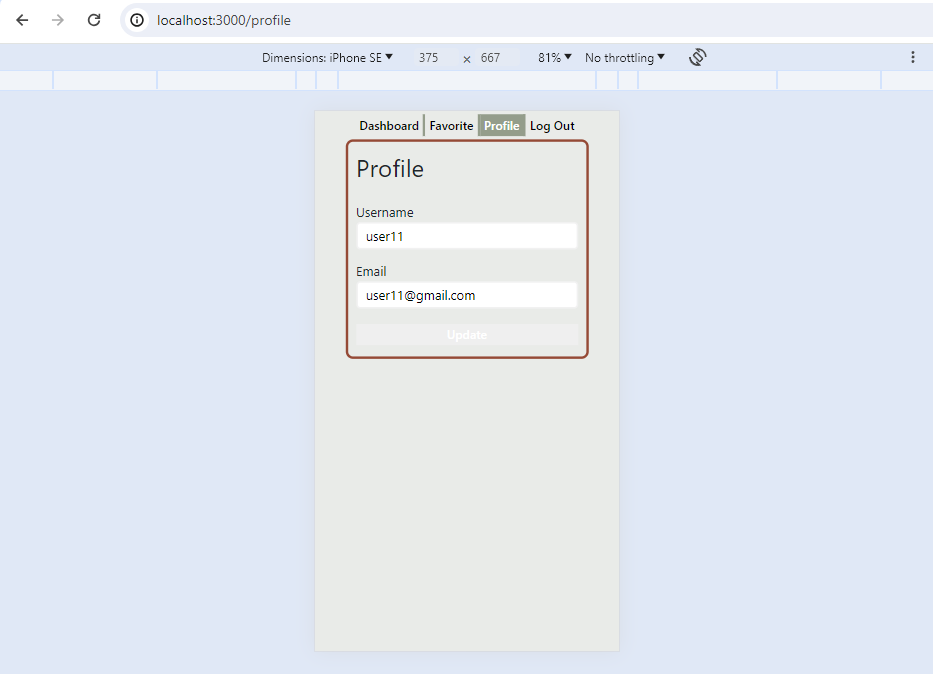 localhost:3000/profile
Dimensions: iPhone SE 375 × 667 81% No throttling
Dashboard Favorite Profile Log Out
Profile
Username
user11
Email
user11@gmail.com
Update